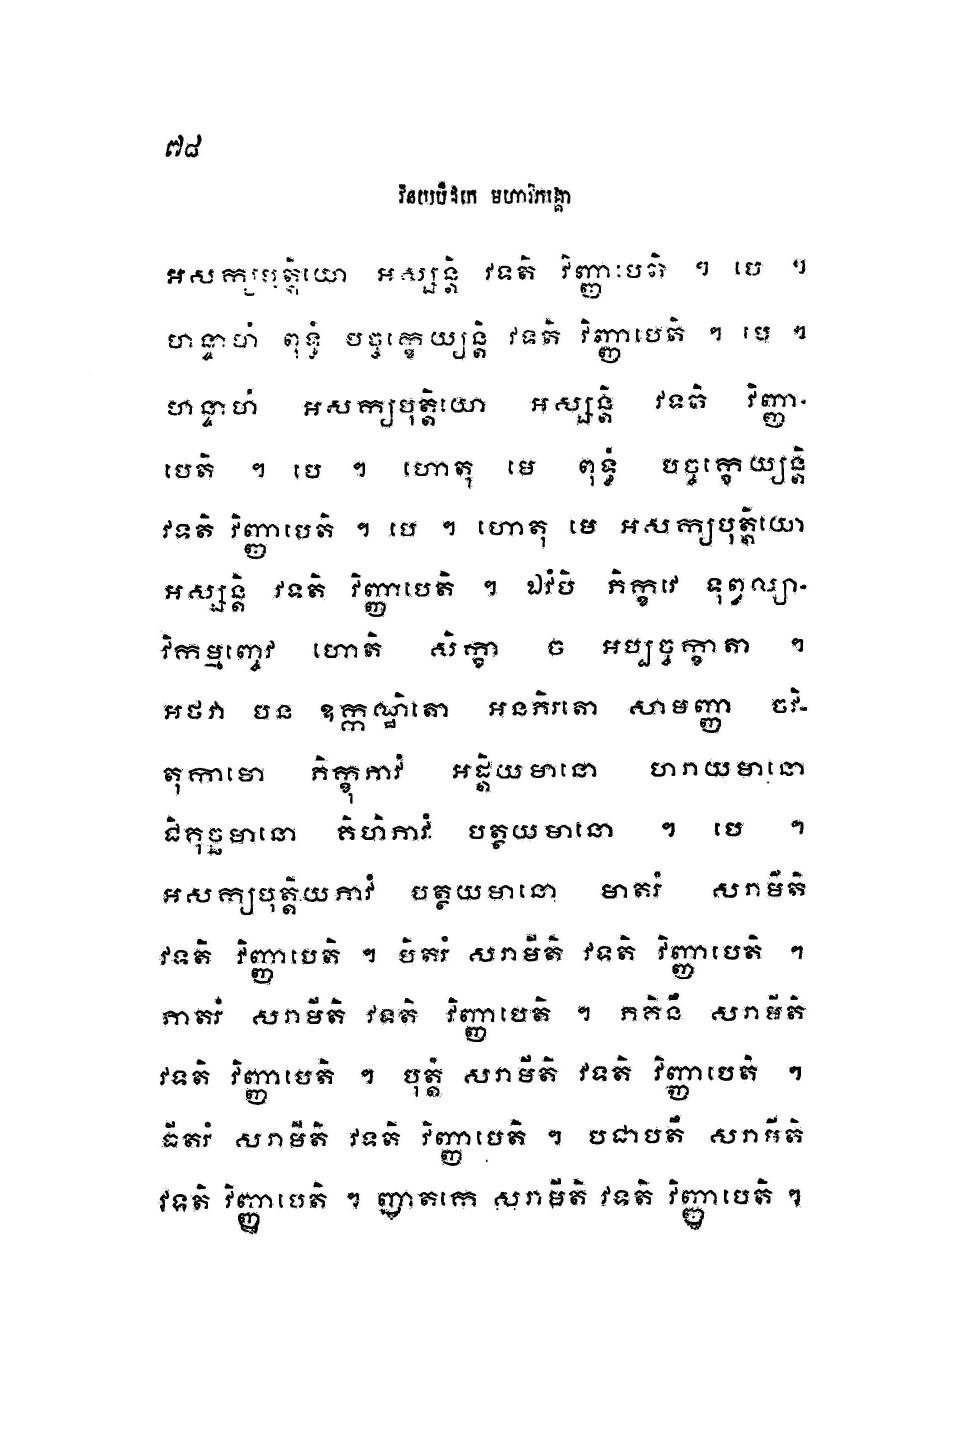 ៧៨
វិនយបិដកេ មហាវិភង្គោ
អសក្យបុត្តិយោ អស្សន្តិ វទតិ វិញ្ញាបេតិ ។ បេ ។
ហន្ទាហំ ពុទ្ធំ បច្ចក្ខេយ្យន្តិ វទតិ វិញ្ញាបេតិ ។ បេ ។
ហន្ទាហំ អសក្យបុត្តិយោ អស្សន្តិ វទតិ វិញ្ញា-
បេតិ ។ បេ ។ ហោតុ មេ ពុទ្ធំ បច្ចក្ខេយ្យន្តិ
វទតិ វិញ្ញាបេតិ ។ បេ ។ ហោតុ មេ អសក្យបុត្តិយោ
អស្សន្តិ វទតិ វិញ្ញាបេតិ ។ ឯវំបិ ភិក្ខវេ ទុព្វល្យា-
វិកម្មញ្ចេវ ហោតិ សិក្ខា ច អប្បច្ចក្ខាតា ។
អថវា បន ឧក្កណ្ឋិតោ អនភិរតោ សាមញ្ញា ចវិ-
តុកាមោ ភិក្ខុភាវំ អដ្តិយមានោ ហរាយមានោ
ជិគុច្ឆមានោ គិហិភាវំ បត្ថយមានោ ។ បេ ។
អសក្យបុត្តិយភាវំ បត្ថយមានោ មាតរំ សរាមីតិ
វទតិ វិញ្ញាបេតិ ។ បិតរំ សរាមីតិ វទតិ វិញ្ញាបេតិ ។
ភាតរំ សរាមីតិ វទតិ វិញ្ញាបេតិ ។ ភគិនឹ សរាមីតិ
វទតិ វិញ្ញាបេតិ ។ បុត្តំ សរាមីតិ វទតិ វិញ្ញាបេតិ ។
ធីតរំ សរាមីតិ វទតិ វិញ្ញាបេតិ ។ បជាបតឹ សរាមីតិ
វទតិ វិញ្ញាបេតិ ។ ញាតកេ សរាមីតិ វទតិ វិញ្ញាបេតិ ។